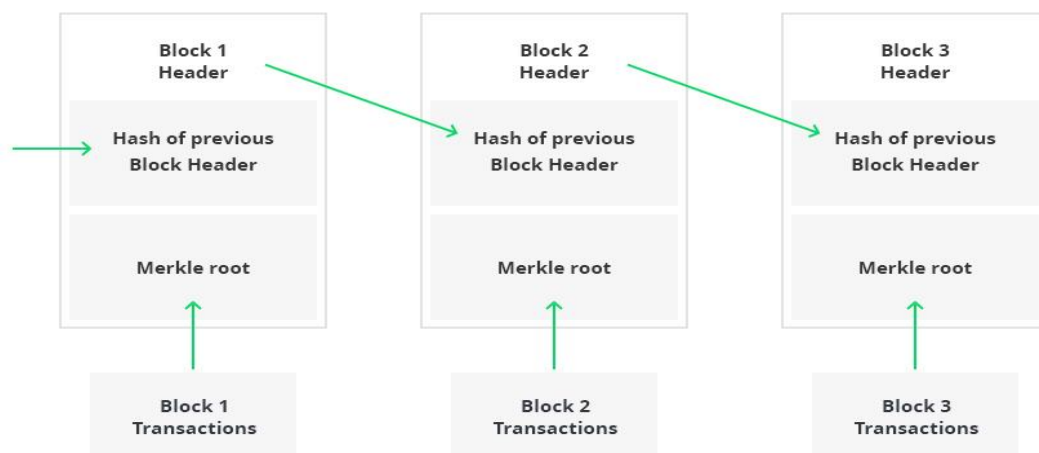 Block 1
Header
Hash of previous
Block Header
Merkle root
Block 1
Transactions
Block 2
Header
Hash of previous
Block Header
Merkle root
Block 2
Transactions
Block 3
Header
Hash of previous
Block Header
Merkle root
Block 3
Transactions